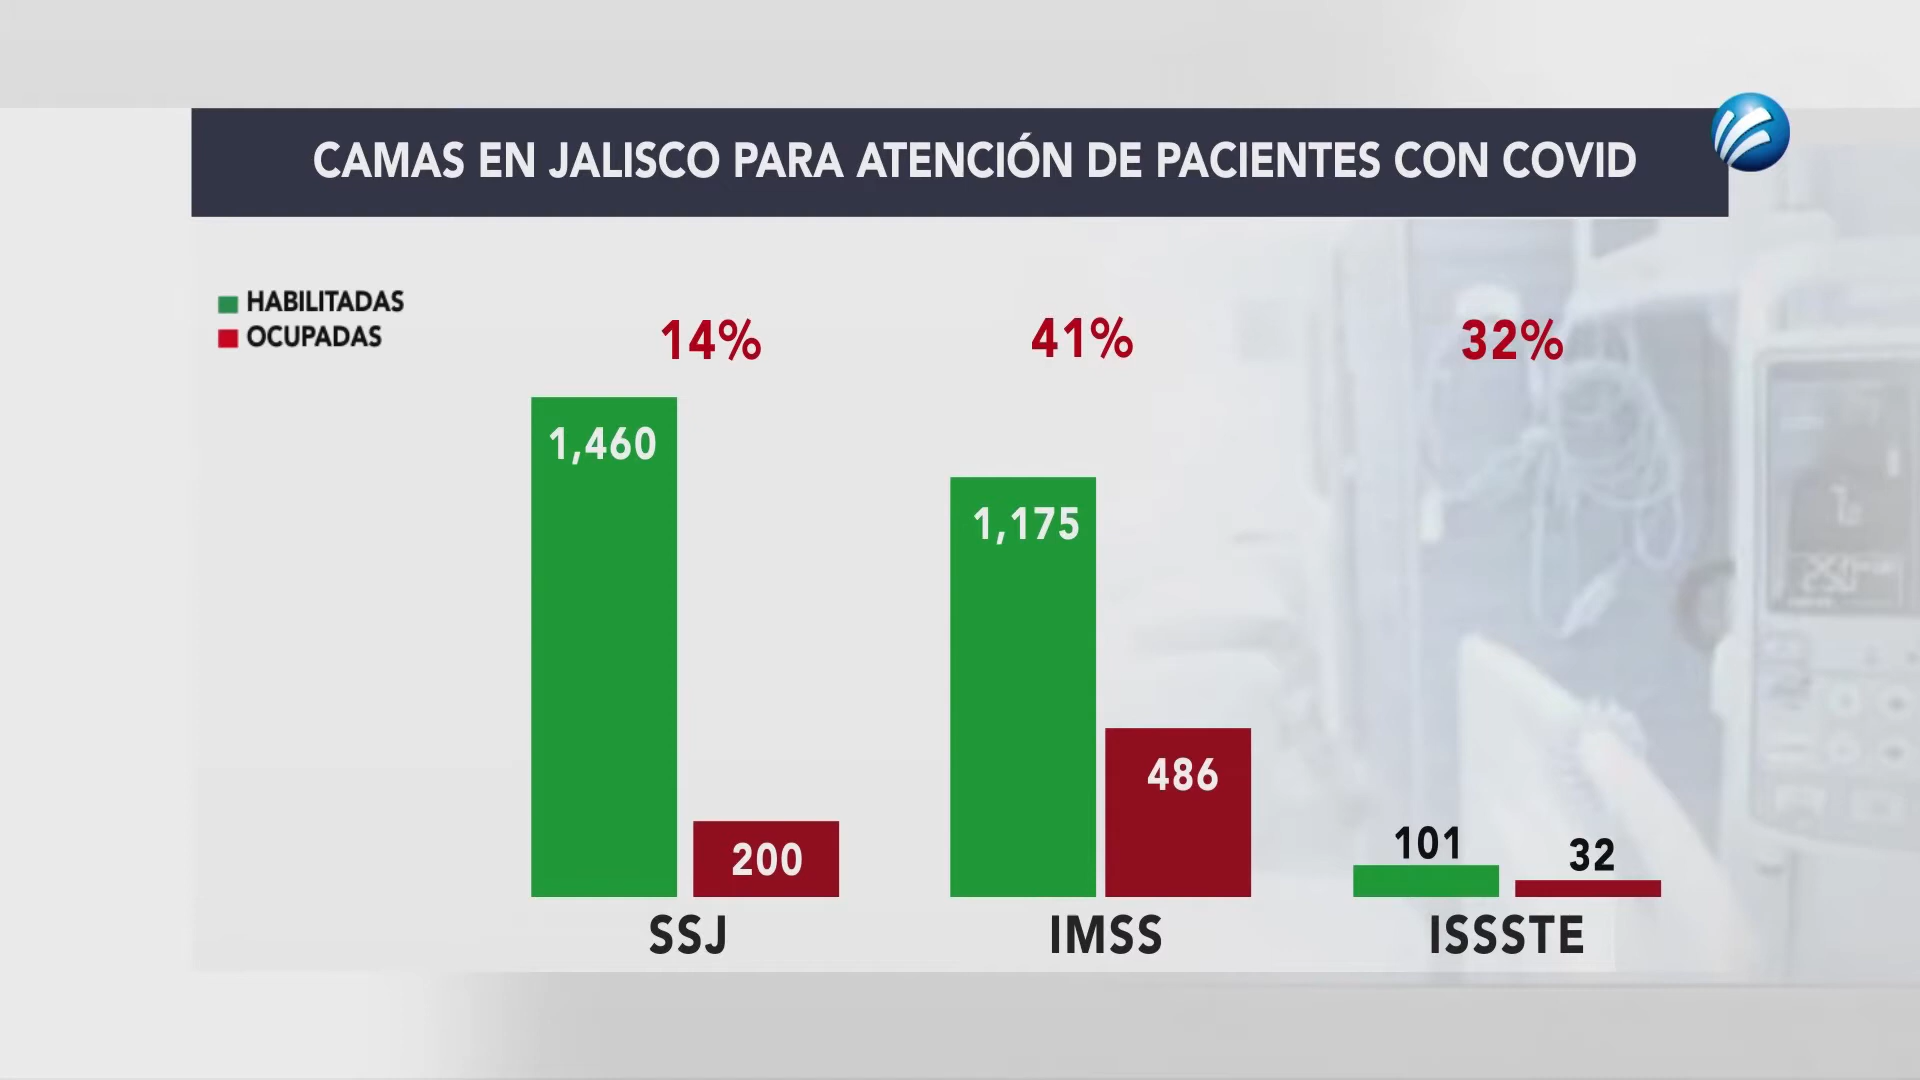 CAMAS EN JALISCO PARA ATENCIÓN DE PACIENTES CON COVID
HABILITADAS
OCUPADAS
14%
41%
32%
1,460
200
1,175
486
101
32
SSJ
IMSS
ISSSTE